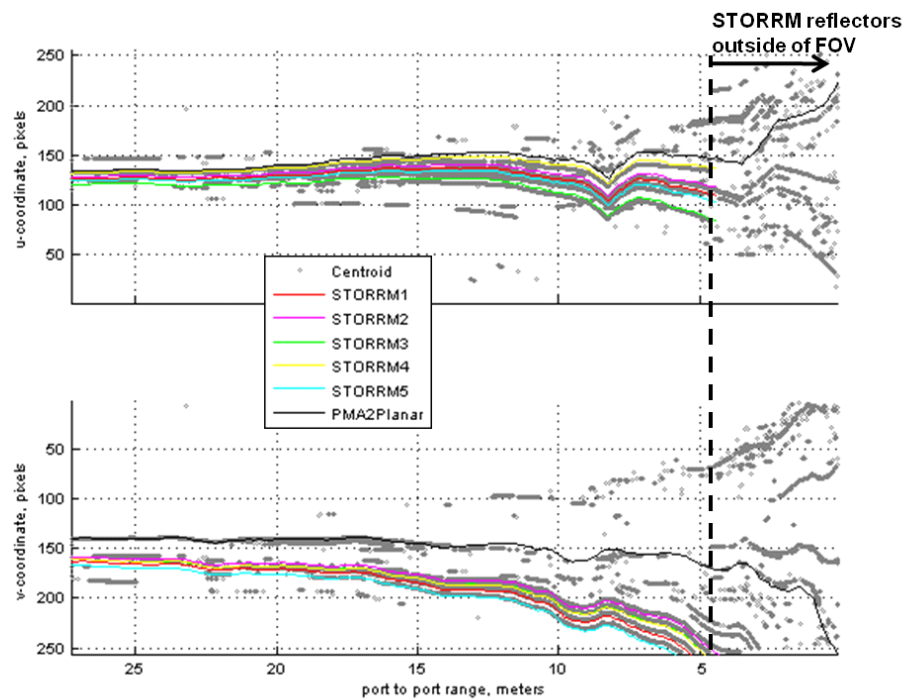 STORRM reflectors
outside of FOV
250
200
150
100
50
u-coordinate, pixels
Centroid
STORRM1
STORRM2
STORRM3
STORRM4
STORRM5
PMA2Planar
50
100
150
200
250
v-coordinate, pixels
25 20 15 10 5
port to port range, meters